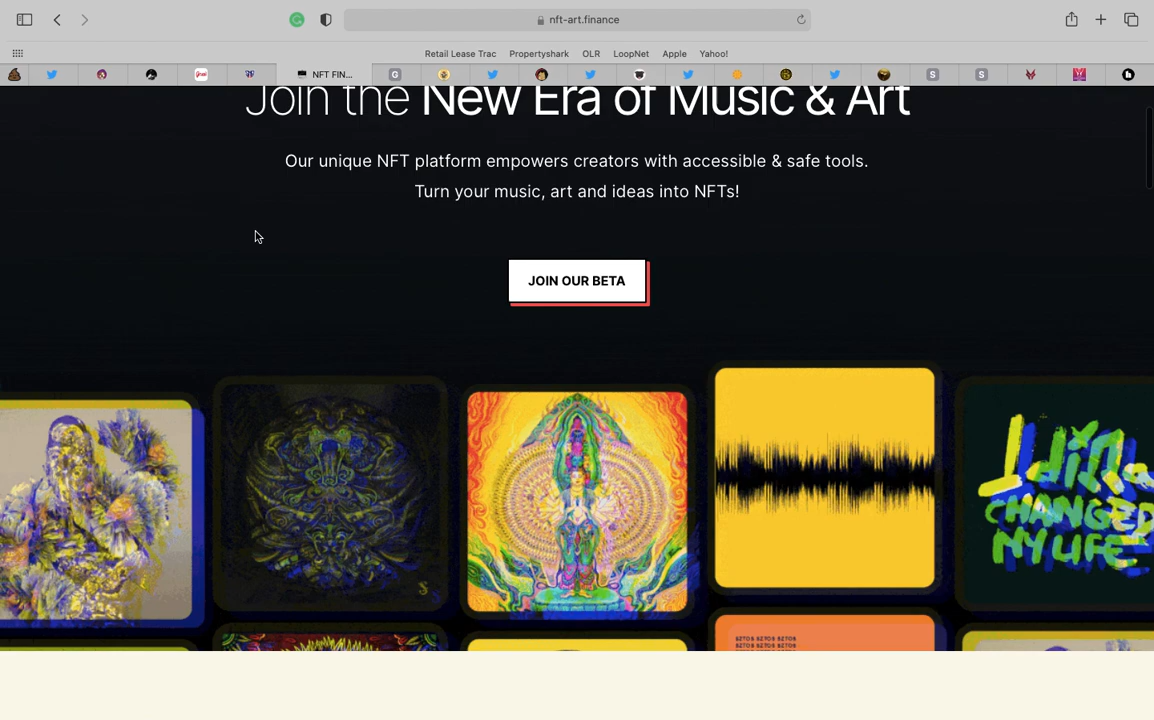 nft-art.finance
Retail Lease Trac Propertyshark OLR LoopNet Apple Yahoo!
G NFT FIN... S S
Join the New Era of Music & Art
Our unique NFT platform empowers creators with accessible & safe tools.
Turn your music, art and ideas into NFTs!
JOIN OUR BETA
CHANGED
MY LIFE